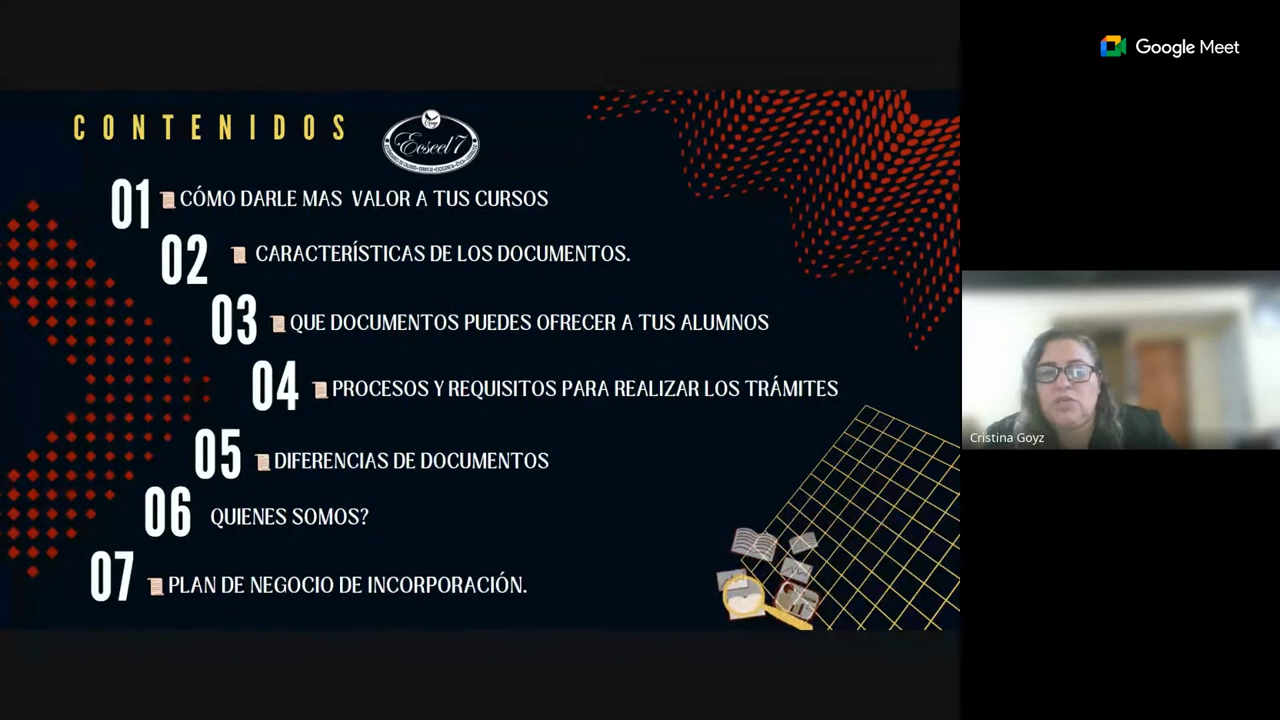 Google Meet
CONTENIDOS
Ecscel 7
01 CÓMO DARLE MAS VALOR A TUS CURSOS
02 CARACTERÍSTICAS DE LOS DOCUMENTOS.
03 QUE DOCUMENTOS PUEDES OFRECER A TUS ALUMNOS
04 PROCESOS Y REQUISITOS PARA REALIZAR LOS TRÁMITES
05 DIFERENCIAS DE DOCUMENTOS
06 QUIENES SOMOS?
07 PLAN DE NEGOCIO DE INCORPORACIÓN.
Cristina Goyz